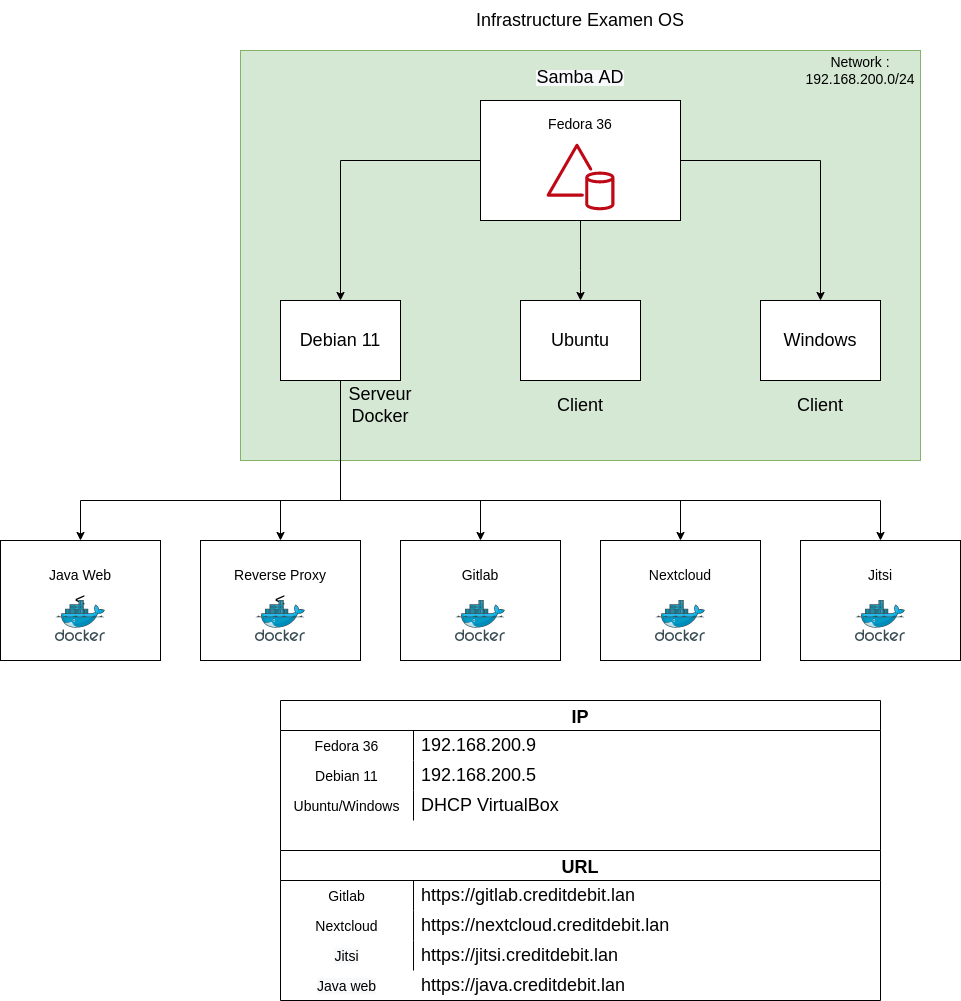 Infrastructure Examen OS
Network :
192.168.200.0/24
Samba AD
Fedora 36
Debian 11
Ubuntu
Windows
Serveur
Docker
Client
Client
Java Web
Reverse Proxy
Gitlab
Nextcloud
Jitsi
docker
docker
docker
docker
docker
IP
Fedora 36 192.168.200.9
Debian 11 192.168.200.5
Ubuntu/Windows DHCP VirtualBox
URL
Gitlab https://gitlab.creditdebit.lan
Nextcloud https://nextcloud.creditdebit.lan
Jitsi https://jitsi.creditdebit.lan
Java web https://java.creditdebit.lan